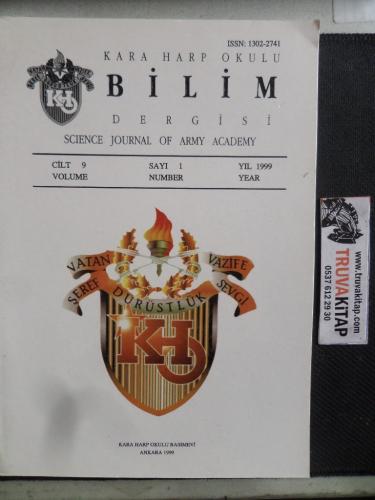 ISSN: 1302-2741
KARA HARP OKULU
BİLİM
DERGİSİ
SCIENCE JOURNAL OF ARMY ACADEMY
CİLT 9 SAYI 1 YIL 1999
VOLUME NUMBER YEAR
VATAN VAZİFE
ŞEREF DÜRÜSTLÜK SEVGİ
KHO
KARA HARP OKULU BASIMEVİ
ANKARA 1999
www.truvakitap.com
TRUVAKİTAP
0537 612 29 30